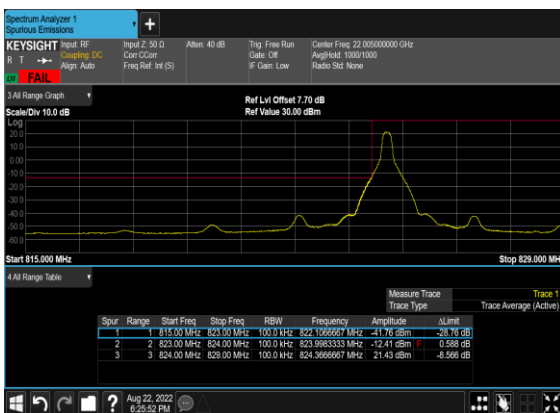 Spectrum Analyzer 1
Spurious Emissions
KEYSIGHT Input: RF Input Z: 50 Ω Atten: 40 dB Trig: Free Run Center Freq: 22.005000000 GHz
R T Coupling: DC Corr CCorr Gate: Off Avg|Hold: 1000/1000
Align: Auto Freq Ref: Int (S) IF Gain: Low Radio Std: None
FAIL
3 All Range Graph
Ref Lvl Offset 7.70 dB
Scale/Div 10.0 dB Ref Value 30.00 dBm
Log
20.0
10.0
0.00
-10.0
-20.0
-30.0
-40.0
-50.0
-60.0
Start 815.000 MHz Stop 829.000 MH
4 All Range Table
Measure Trace Trace 1
Trace Type Trace Average (Active)
Spur Range Start Freq Stop Freq RBW Frequency Amplitude ΔLimit
1 1 815.00 MHz 823.00 MHz 100.0 kHz 822.1066667 MHz -41.76 dBm -28.76 dB
2 2 823.00 MHz 824.00 MHz 100.0 kHz 823.9983333 MHz -12.41 dBm F 0.588 dB
3 3 824.00 MHz 829.00 MHz 100.0 kHz 824.3666667 MHz 21.43 dBm -8.566 dB
? Aug 22, 2022
6:25:52 PM